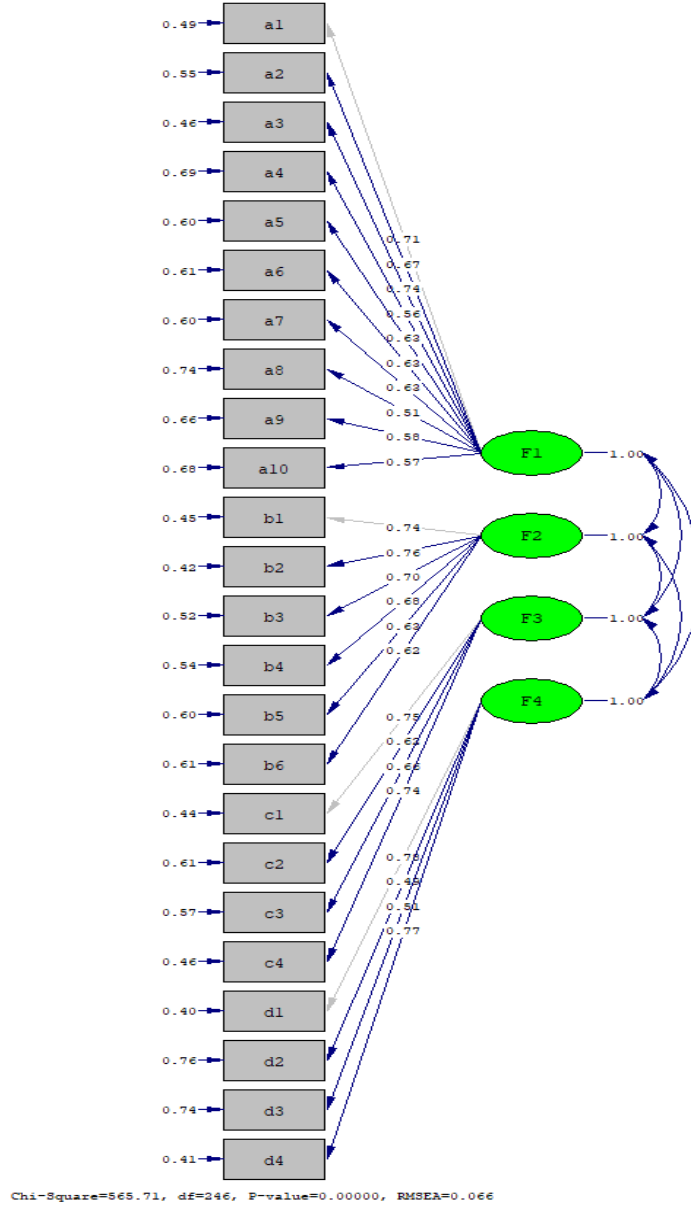 0.49 a1
0.55 a2
0.46 a3
0.69 a4
0.60 a5
0.61 a6
0.60 a7
0.74 a8
0.66 a9
0.68 a10
0.45 b1
0.42 b2
0.52 b3
0.54 b4
0.60 b5
0.61 b6
0.44 c1
0.61 c2
0.57 c3
0.46 c4
0.40 d1
0.76 d2
0.74 d3
0.41 d4
0.71
0.67
0.74
0.56
0.63
0.63
0.51
0.58
0.57
0.74
0.76
0.70
0.68
0.63
0.62
0.75
0.66
0.74
0.78
0.49
0.51
0.77
F1 1.00
F2 1.00
F3 1.00
F4 1.00
Chi-Square=565.71, df=246, P-value=0.00000, RMSEA=0.066